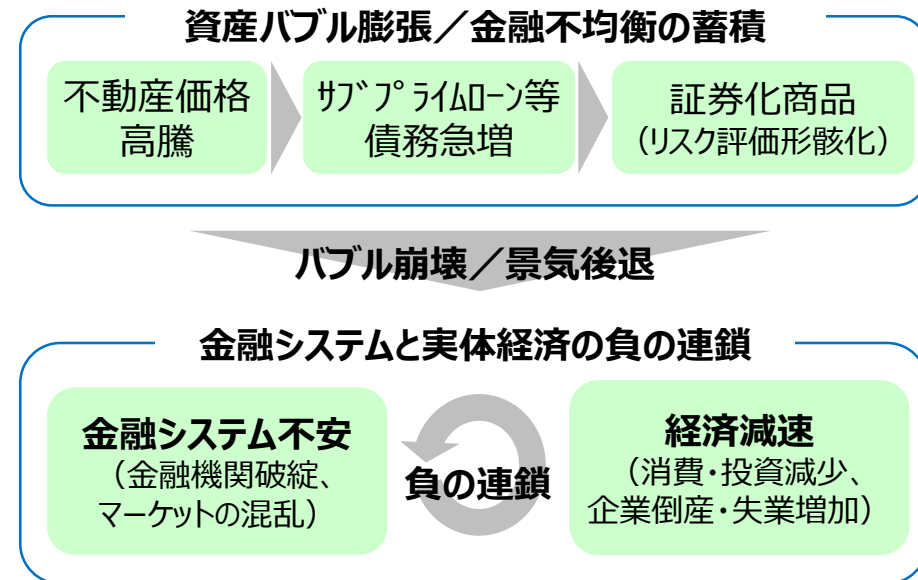 資産バブル膨張／金融不均衡の蓄積
不動産価格
高騰
ｻﾌﾞﾌﾟﾗｲﾑﾛｰﾝ等
債務急増
証券化商品
（リスク評価形骸化）
バブル崩壊／景気後退
金融システムと実体経済の負の連鎖
金融システム不安
（金融機関破綻、
マーケットの混乱）
負の連鎖
経済減速
（消費・投資減少、
企業倒産・失業増加）